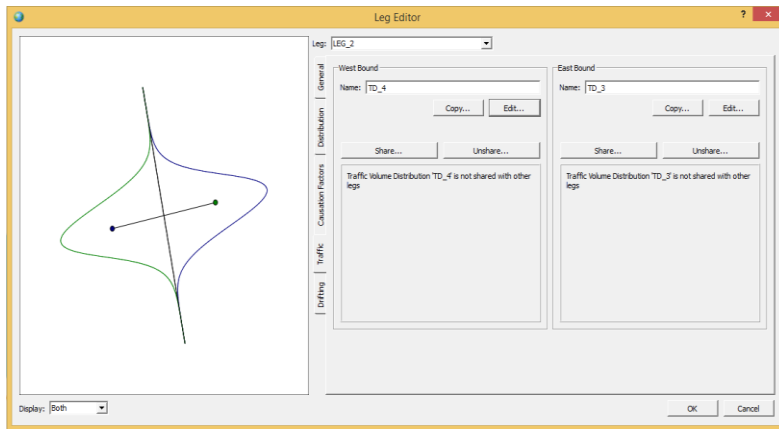 Leg Editor
? x
Leg: LEG_2
General
Distribution
Causation Factors
Traffic
Drifting
West Bound
Name: TD_4
Copy... Edit...
Share... Unshare...
Traffic Volume Distribution 'TD_4' is not shared with other
legs
East Bound
Name: TD_3
Copy... Edit...
Share... Unshare...
Traffic Volume Distribution 'TD_3' is not shared with other
legs
Display: Both
OK Cancel